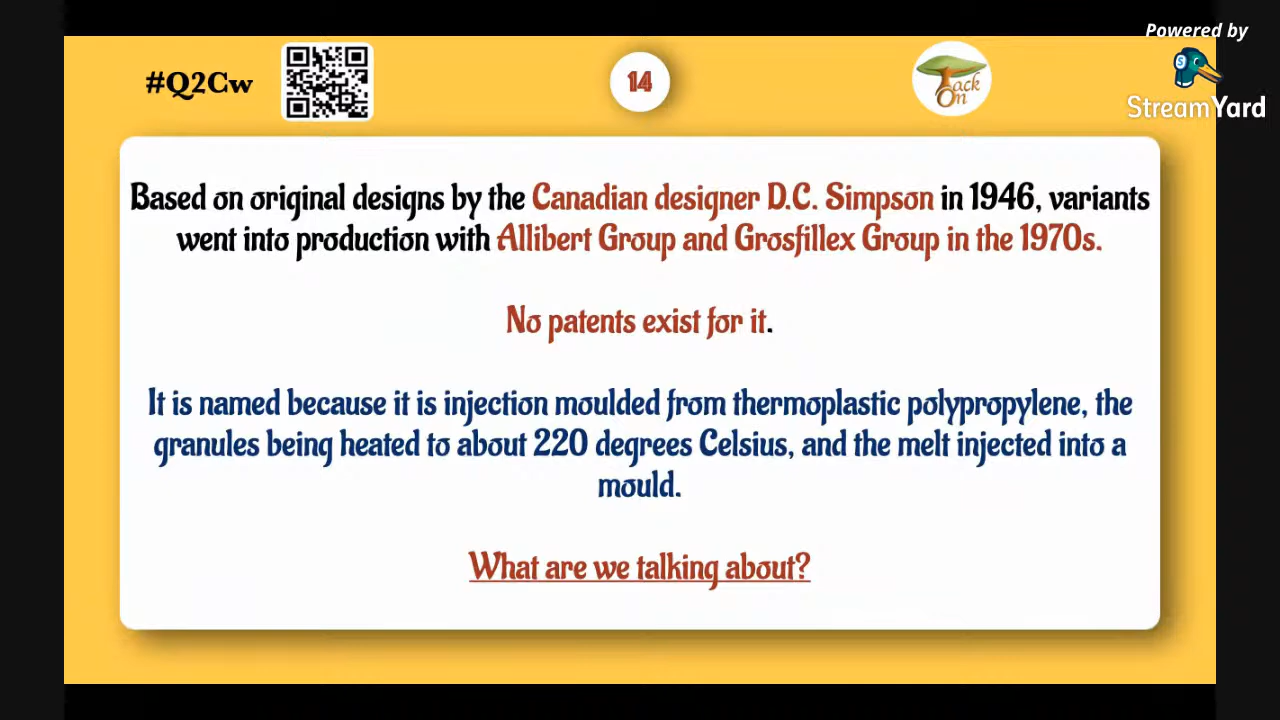 Powered by
#Q2Cw
14
Tack
On
StreamYard
Based on original designs by the Canadian designer D.C. Simpson in 1946, variants
went into production with Allibert Group and Grosfillex Group in the 1970s.
No patents exist for it.
It is named because it is injection moulded from thermoplastic polypropylene, the
granules being heated to about 220 degrees Celsius, and the melt injected into a
mould.
What are we talking about?